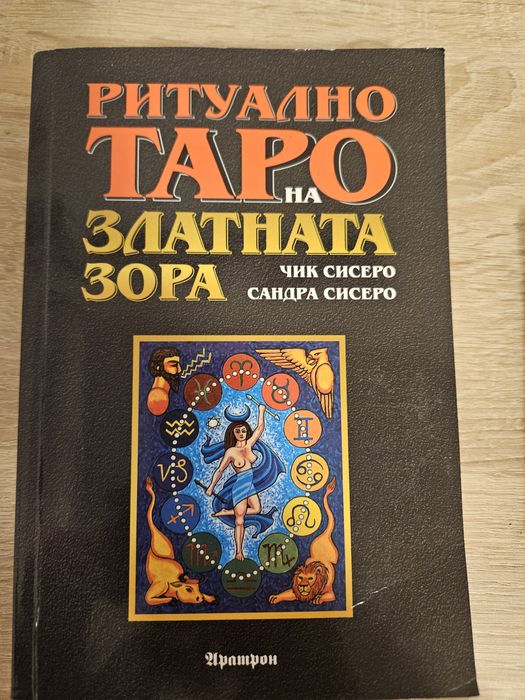 РИТУАЛНО
ТАРО
НА
ЗЛАТНАТА
ЗОРА
ЧИК СИСЕРО
САНДРА СИСЕРО
Аратрон